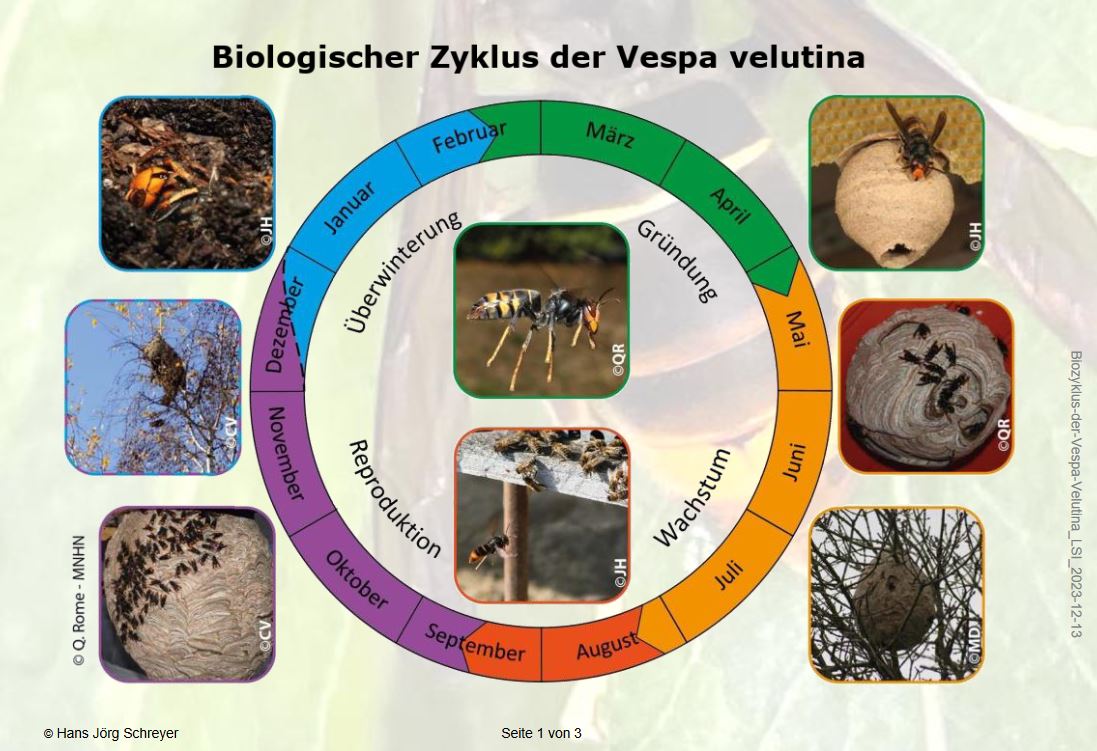 Biologischer Zyklus der Vespa velutina
Januar
Februar
März
April
Mai
Juni
Juli
August
September
Oktober
November
Dezember
Überwinterung
Gründung
Wachstum
Reproduktion
©JH
©CV
©CV
©QR
©JH
©JH
©QR
©MDJ
© Q. Rome - MNHN
Biozyklus-der-Vespa-Velutina_LSI_2023-12-13
© Hans Jörg Schreyer
Seite 1 von 3